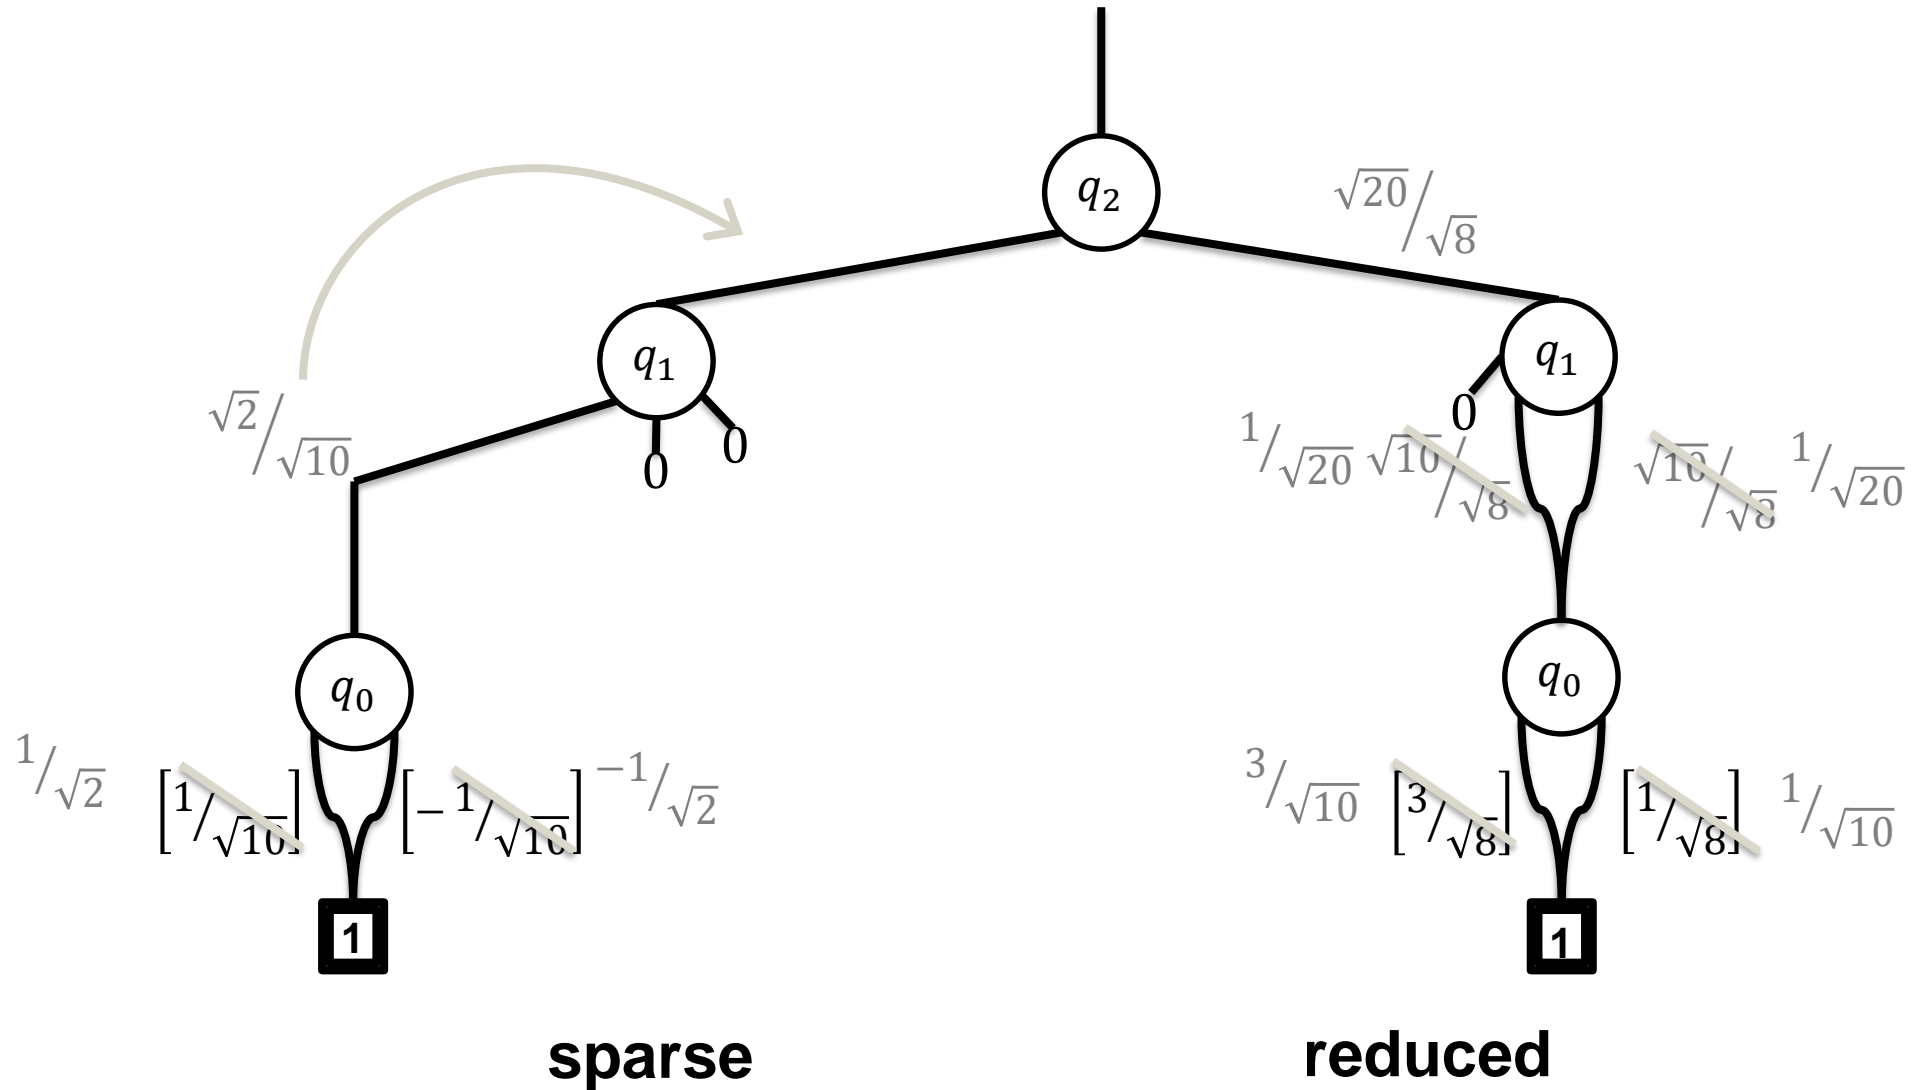 q₂
√20/√8
q₁
q₁
√2/√10
0
0
0
1/√20
√10/√8
√10/√8
1/√20
q₀
q₀
1/√2
[1/√10]
[− 1/√10]
−1/√2
3/√10
[3/√8]
[1/√8]
1/√10
1
1
sparse
reduced